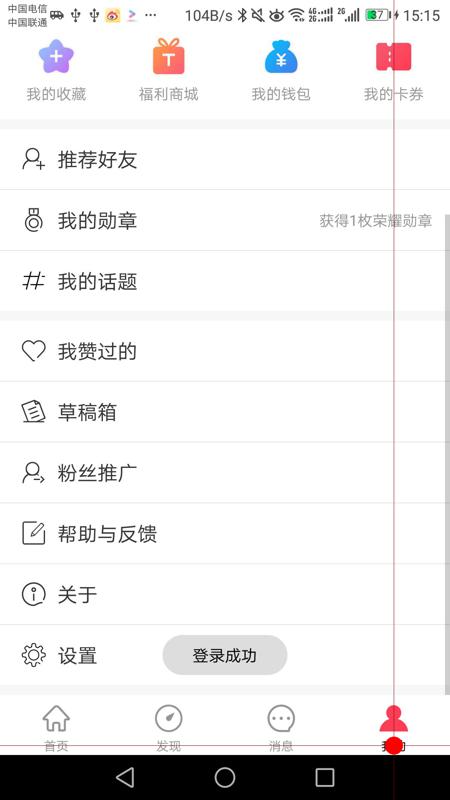 中国电信
中国联通
104B/s 4G 2G 2G 37 15:15
我的收藏 福利商城 我的钱包 我的卡券
推荐好友
我的勋章 获得1枚荣耀勋章
我的话题
我赞过的
草稿箱
粉丝推广
帮助与反馈
关于
设置 登录成功
首页 发现 消息 我的